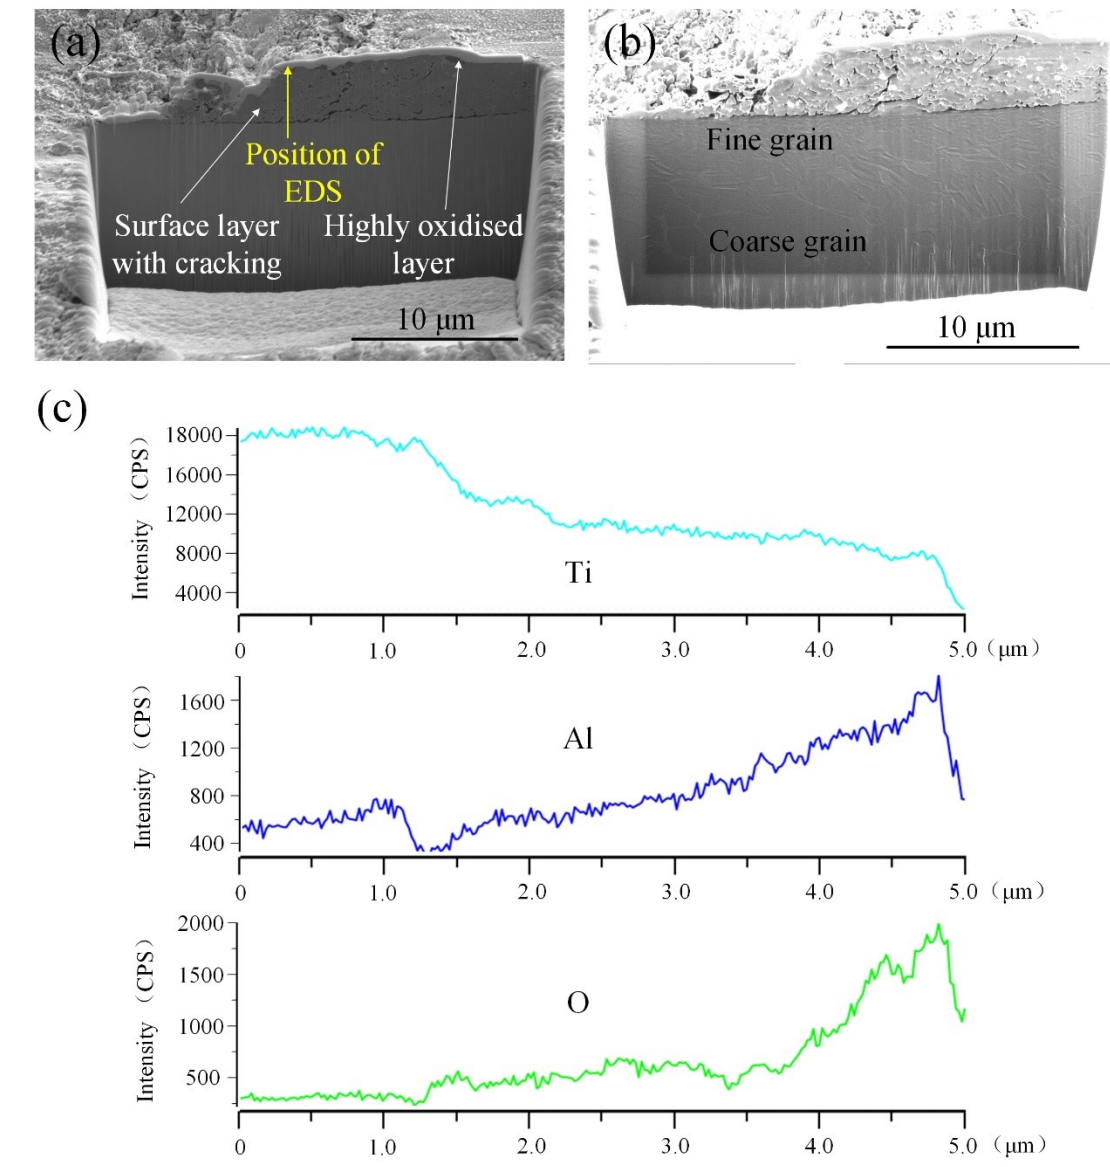 (a)
Position of
EDS
Surface layer
with cracking
Highly oxidised
layer
10 μm
(b)
Fine grain
Coarse grain
10 μm
(c)
Intensity（CPS）
18000
16000
12000
8000
4000
Ti
0 1.0 2.0 3.0 4.0 5.0（μm）
Intensity（CPS）
1600
1200
800
400
Al
0 1.0 2.0 3.0 4.0 5.0（μm）
Intensity（CPS）
2000
1500
1000
500
O
0 1.0 2.0 3.0 4.0 5.0（μm）